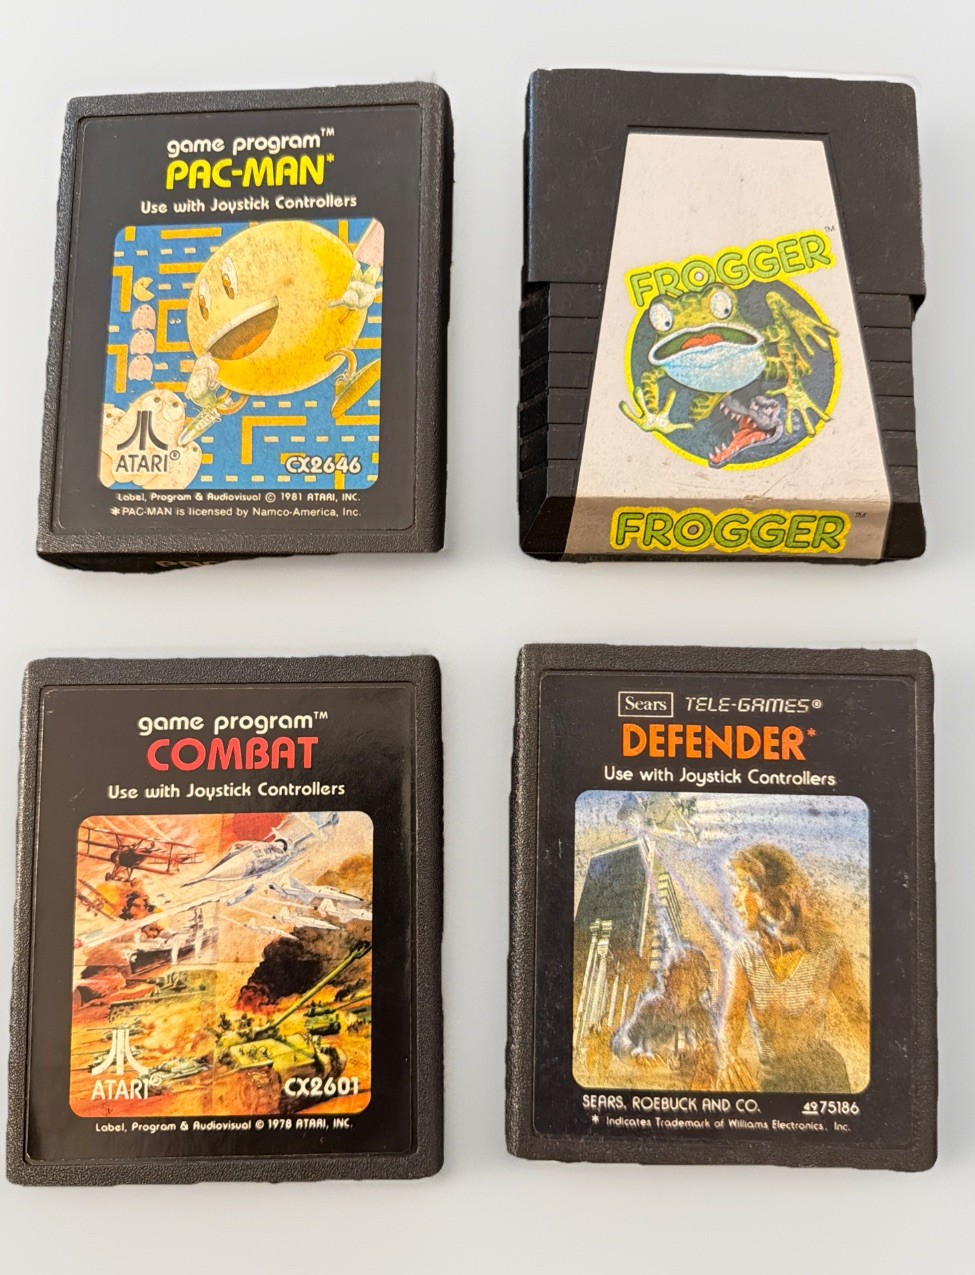 game program™
PAC-MAN*
Use with Joystick Controllers
ATARI®
CX2646
Label, Program & Audiovisual © 1981 ATARI, INC.
*PAC-MAN is licensed by Namco-America, Inc.
FROGGER™
FROGGER™
game program™
COMBAT
Use with Joystick Controllers
ATARI®
CX2601
Label, Program & Audiovisual © 1978 ATARI, INC.
Sears TELE-GAMES®
DEFENDER*
Use with Joystick Controllers
SEARS, ROEBUCK AND CO. 49 75186
* Indicates Trademark of Williams Electronics, Inc.